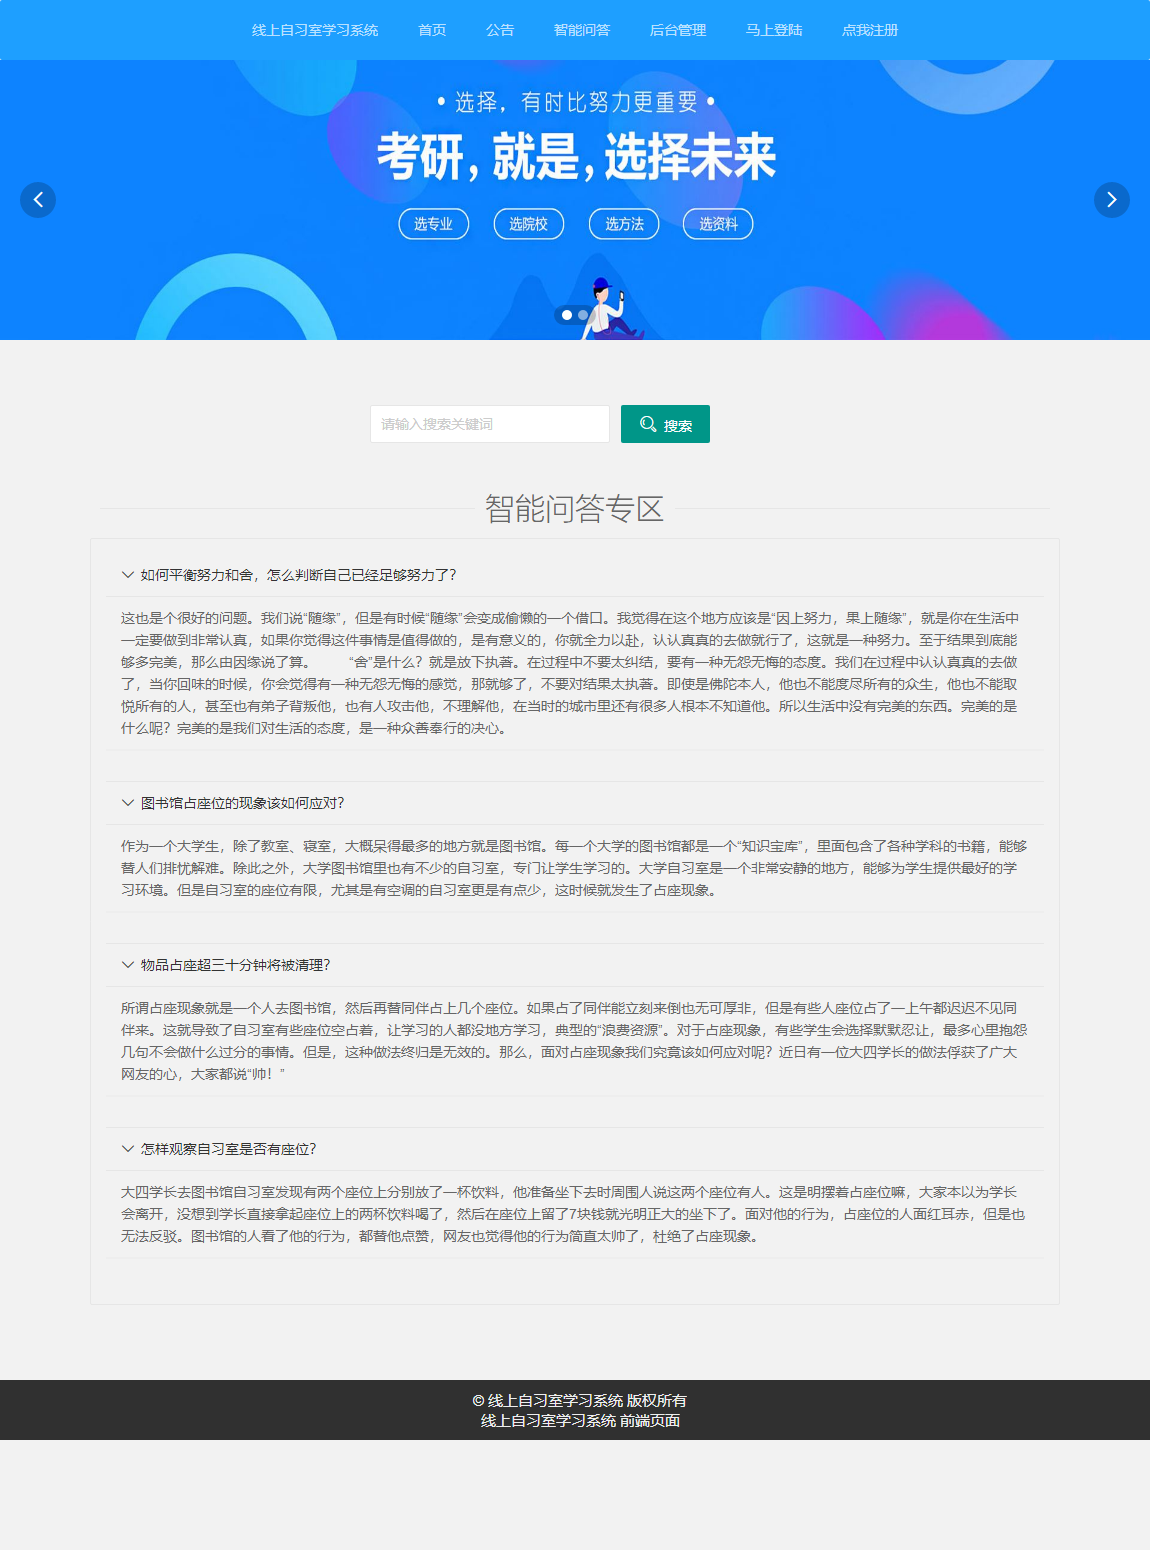 线上自习室学习系统 首页 公告 智能问答 后台管理 马上登陆 点我注册
• 选择，有时比努力更重要 •
考研，就是，选择未来
选专业 选院校 选方法 选资料
请输入搜索关键词 搜索
智能问答专区
如何平衡努力和舍，怎么判断自己已经足够努力了？
这也是个很好的问题。我们说“随缘”，但是有时候“随缘”会变成偷懒的一个借口。我觉得在这个地方应该是“因上努力，果上随缘”，就是你在生活中
一定要做到非常认真，如果你觉得这件事情是值得做的，是有意义的，你就全力以赴，认认真真的去做就行了，这就是一种努力。至于结果到底能
够多完美，那么由因缘说了算。 “舍”是什么？就是放下执著。在过程中不要太纠结，要有一种无怨无悔的态度。我们在过程中认认真真的去做
了，当你回味的时候，你会觉得有一种无怨无悔的感觉，那就够了，不要对结果太执著。即使是佛陀本人，他也不能度尽所有的众生，他也不能取
悦所有的人，甚至也有弟子背叛他，也有人攻击他，不理解他，在当时的城市里还有很多人根本不知道他。所以生活中没有完美的东西。完美的是
什么呢？完美的是我们对生活的态度，是一种众善奉行的决心。
图书馆占座位的现象该如何应对？
作为一个大学生，除了教室、寝室，大概呆得最多的地方就是图书馆。每一个大学的图书馆都是一个“知识宝库”，里面包含了各种学科的书籍，能够
替人们排忧解难。除此之外，大学图书馆里也有不少的自习室，专门让学生学习的。大学自习室是一个非常安静的地方，能够为学生提供最好的学
习环境。但是自习室的座位有限，尤其是有空调的自习室更是有点少，这时候就发生了占座现象。
物品占座超三十分钟将被清理？
所谓占座现象就是一个人去图书馆，然后再替同伴占上几个座位。如果占了同伴能立刻来倒也无可厚非，但是有些人座位占了一上午都迟迟不见同
伴来。这就导致了自习室有些座位空占着，让学习的人都没地方学习，典型的“浪费资源”。对于占座现象，有些学生会选择默默忍让，最多心里抱怨
几句不会做什么过分的事情。但是，这种做法终归是无效的。那么，面对占座现象我们究竟该如何应对呢？近日有一位大四学长的做法俘获了广大
网友的心，大家都说“帅！”
怎样观察自习室是否有座位？
大四学长去图书馆自习室发现有两个座位上分别放了一杯饮料，他准备坐下去时周围人说这两个座位有人。这是明摆着占座位嘛，大家本以为学长
会离开，没想到学长直接拿起座位上的两杯饮料喝了，然后在座位上留了7块钱就光明正大的坐下了。面对他的行为，占座位的人面红耳赤，但是也
无法反驳。图书馆的人看了他的行为，都替他点赞，网友也觉得他的行为简直太帅了，杜绝了占座现象。
© 线上自习室学习系统 版权所有
线上自习室学习系统 前端页面